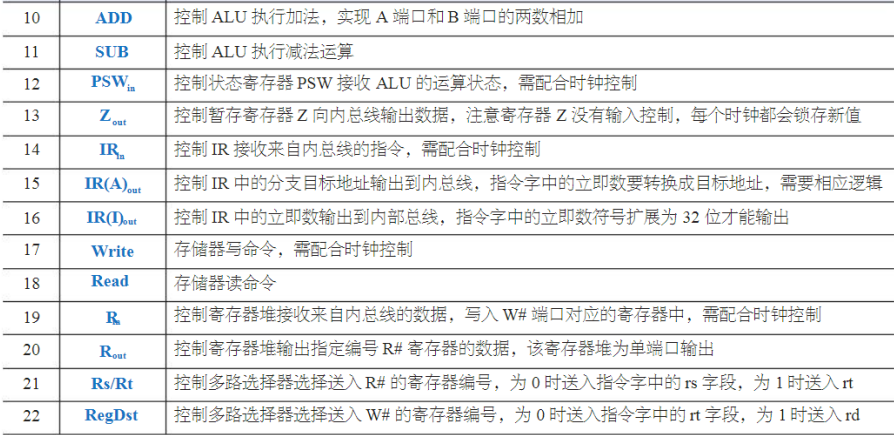 10 ADD 控制 ALU 执行加法，实现 A 端口和 B 端口的两数相加
11 SUB 控制 ALU 执行减法运算
12 PSWin 控制状态寄存器 PSW 接收 ALU 的运算状态，需配合时钟控制
13 Zout 控制暂存寄存器 Z 向内总线输出数据，注意寄存器 Z 没有输入控制，每个时钟都会锁存新值
14 IRin 控制 IR 接收来自内总线的指令，需配合时钟控制
15 IR(A)out 控制 IR 中的分支目标地址输出到内总线，指令字中的立即数要转换成目标地址，需要相应逻辑
16 IR(I)out 控制 IR 中的立即数输出到内部总线，指令字中的立即数符号扩展为 32 位才能输出
17 Write 存储器写命令，需配合时钟控制
18 Read 存储器读命令
19 Rin 控制寄存器堆接收来自内总线的数据，写入 W# 端口对应的寄存器中，需配合时钟控制
20 Rout 控制寄存器堆输出指定编号 R# 寄存器的数据，该寄存器堆为单端口输出
21 Rs/Rt 控制多路选择器选择送入 R# 的寄存器编号，为 0 时送入指令字中的 rs 字段，为 1 时送入 rt
22 RegDst 控制多路选择器选择送入 W# 的寄存器编号，为 0 时送入指令字中的 rt 字段，为 1 时送入 rd